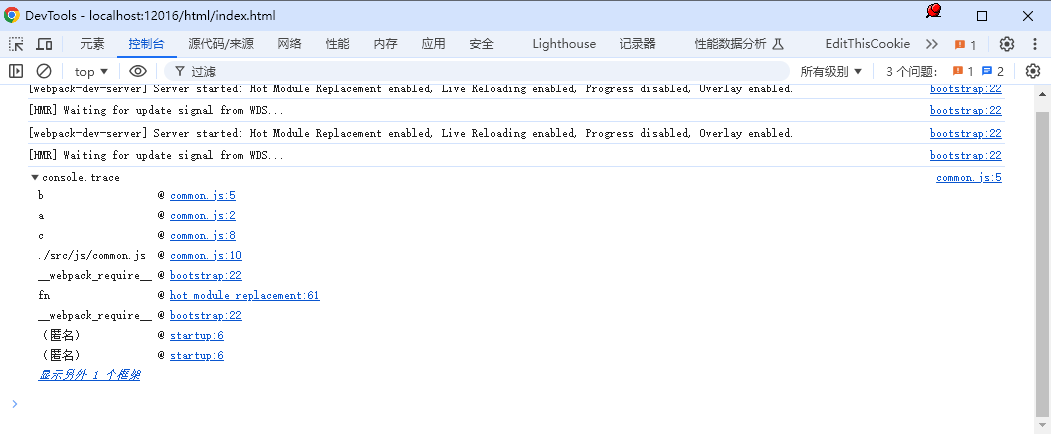 DevTools - localhost:12016/html/index.html
元素 控制台 源代码/来源 网络 性能 内存 应用 安全 Lighthouse 记录器 性能数据分析 EditThisCookie 1
top 过滤 所有级别 3 个问题: 1 2
[webpack-dev-server] Server started: Hot Module Replacement enabled, Live Reloading enabled, Progress disabled, Overlay enabled. bootstrap:22
[HMR] Waiting for update signal from WDS... bootstrap:22
[webpack-dev-server] Server started: Hot Module Replacement enabled, Live Reloading enabled, Progress disabled, Overlay enabled. bootstrap:22
[HMR] Waiting for update signal from WDS... bootstrap:22
console.trace common.js:5
b @ common.js:5
a @ common.js:2
c @ common.js:8
./src/js/common.js @ common.js:10
__webpack_require__ @ bootstrap:22
fn @ hot module replacement:61
__webpack_require__ @ bootstrap:22
(匿名) @ startup:6
(匿名) @ startup:6
显示另外 1 个框架